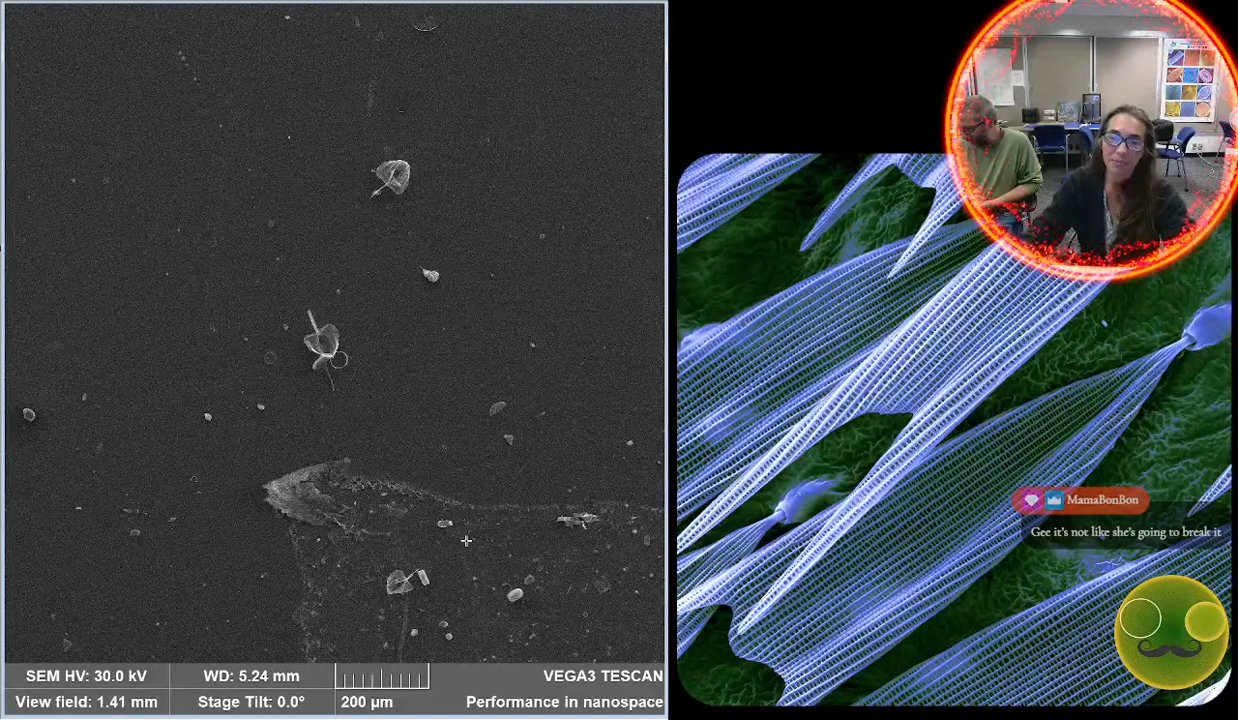 SEM HV: 30.0 kV
WD: 5.24 mm
VEGA3 TESCAN
View field: 1.41 mm
Stage Tilt: 0.0°
200 µm
Performance in nanospace
MamaBonBon
Gee it's not like she's going to break it